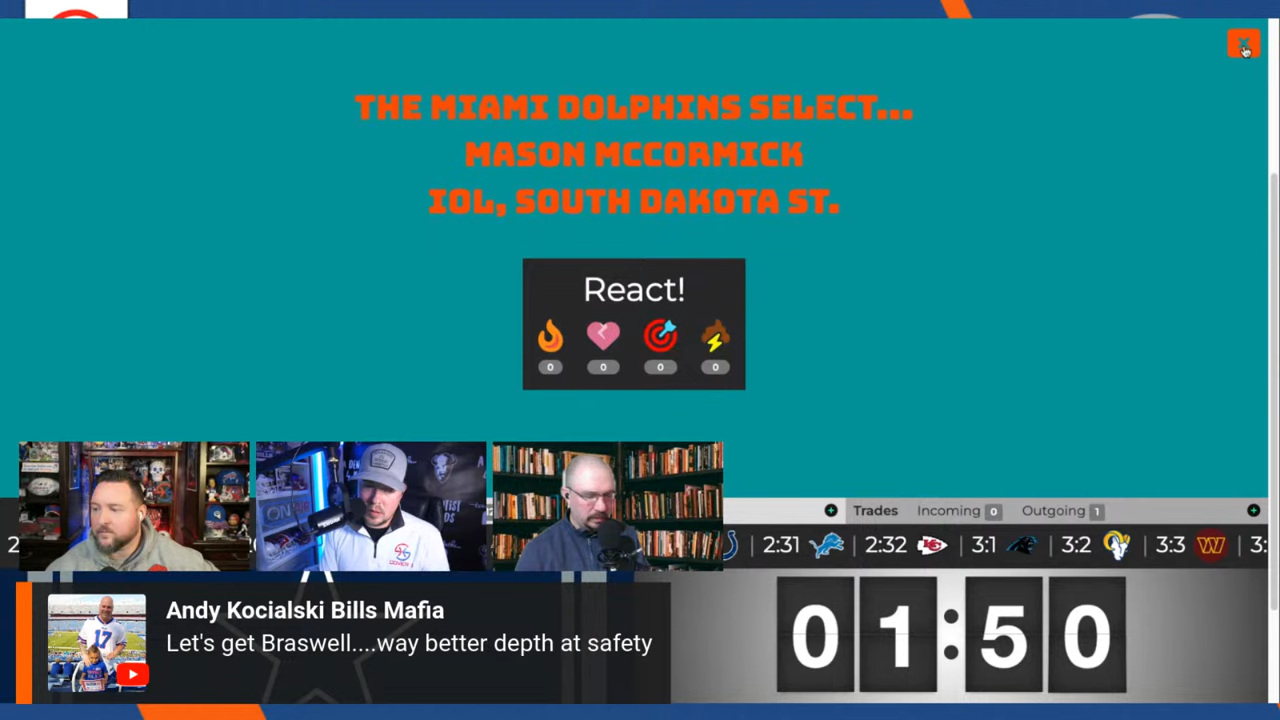 THE MIAMI DOLPHINS SELECT...
MASON MCCORMICK
IOL, SOUTH DAKOTA ST.
React!
0 0 0 0
Trades Incoming 0 Outgoing 1
2:31 2:32 3:1 3:2 3:3 3:
Andy Kocialski Bills Mafia
Let's get Braswell....way better depth at safety
01:50
17